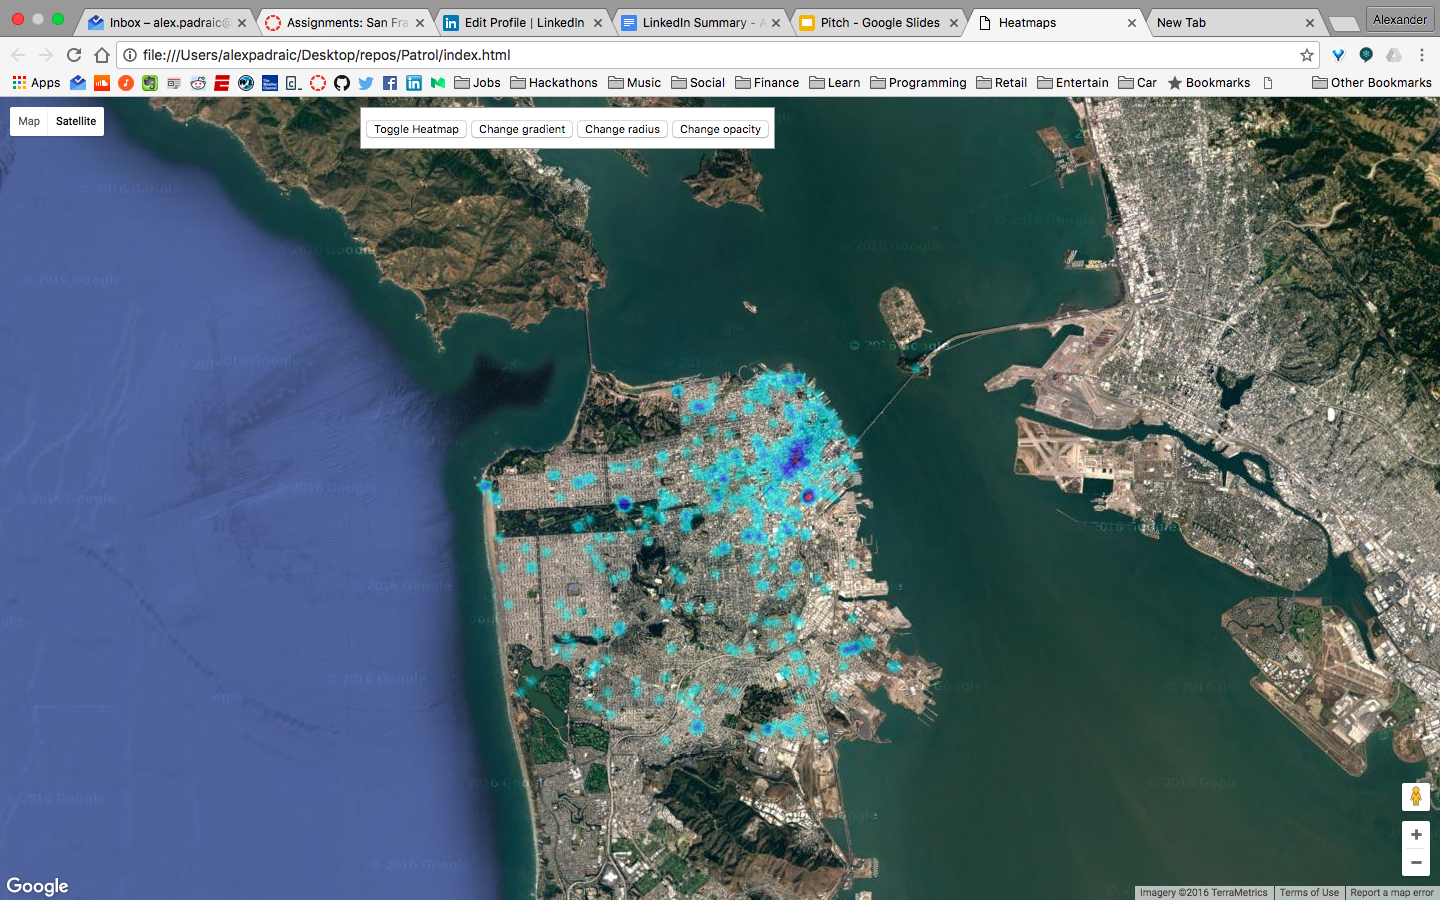 Inbox – alex.padraic@
Assignments: San Fra
Edit Profile | LinkedIn
LinkedIn Summary - A
Pitch - Google Slides
Heatmaps
New Tab
Alexander
file:///Users/alexpadraic/Desktop/repos/Patrol/index.html
Apps
Jobs
Hackathons
Music
Social
Finance
Learn
Programming
Retail
Entertain
Car
Bookmarks
Other Bookmarks
Map
Satellite
Toggle Heatmap
Change gradient
Change radius
Change opacity
© 2016 Google
Google
Imagery ©2016 TerraMetrics
Terms of Use
Report a map error